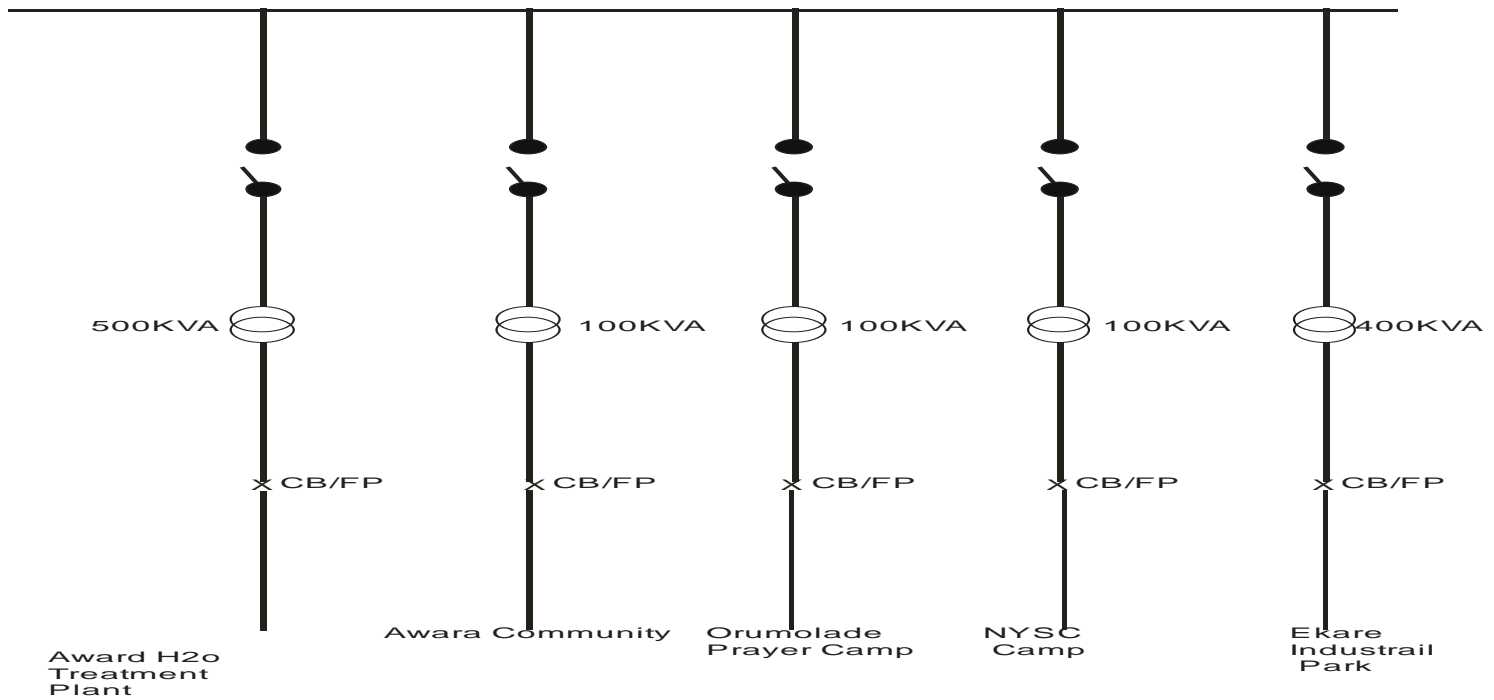 500KVA
100KVA
100KVA
100KVA
400KVA
X CB/FP
X CB/FP
X CB/FP
X CB/FP
X CB/FP
Award H2o
Treatment
Plant
Awara Community
Orumolade
Prayer Camp
NYSC
Camp
Ekare
Industrail
Park